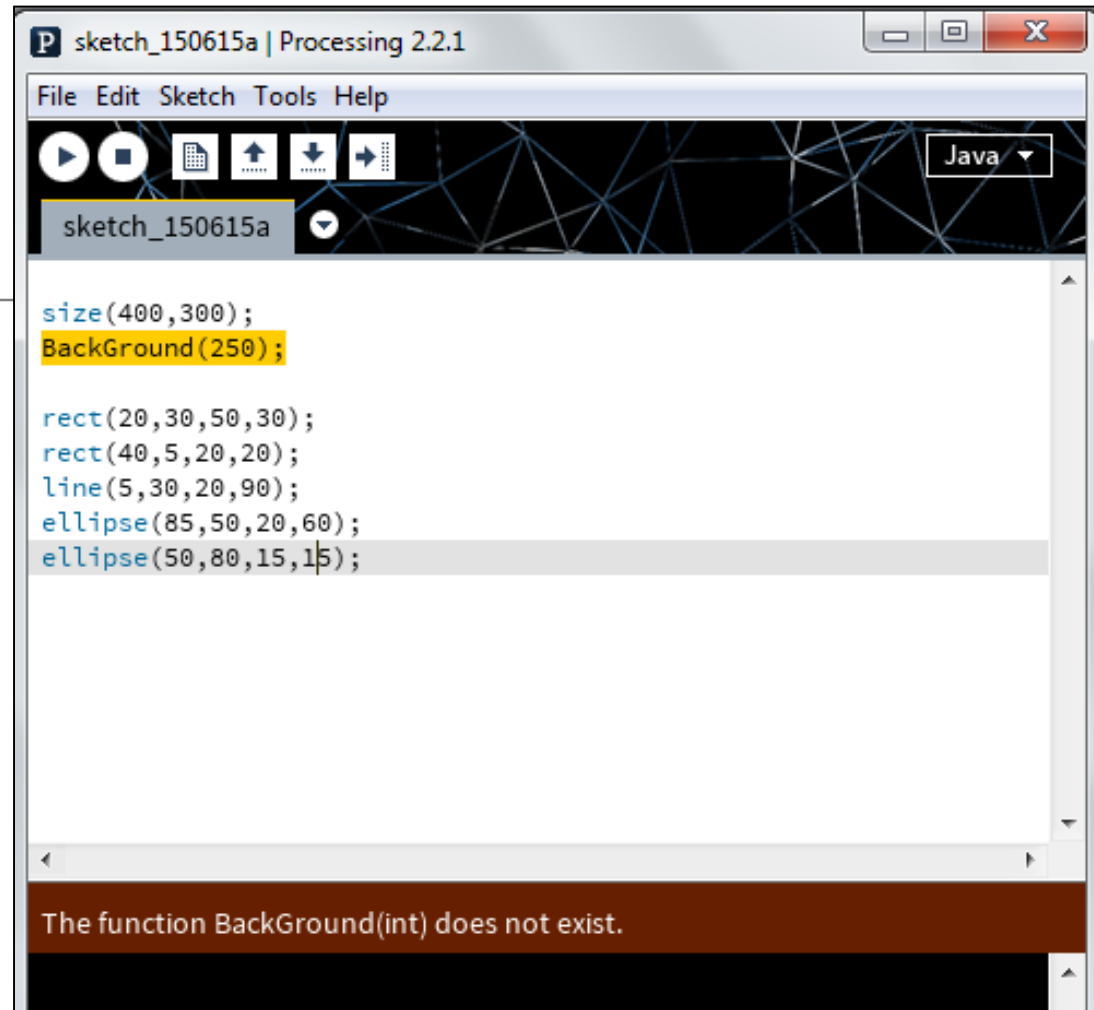 P sketch_150615a | Processing 2.2.1
X
File Edit Sketch Tools Help
Java
sketch_150615a
size(400,300);
BackGround(250);
rect(20,30,50,30);
rect(40,5,20,20);
line(5,30,20,90);
ellipse(85,50,20,60);
ellipse(50,80,15,15);
The function BackGround(int) does not exist.